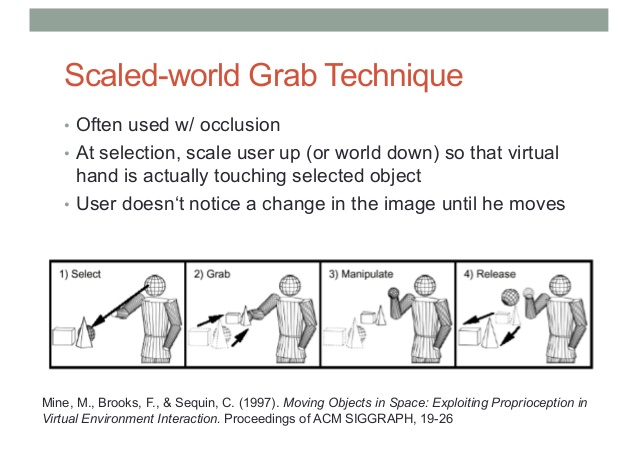 Scaled-world Grab Technique
• Often used w/ occlusion
• At selection, scale user up (or world down) so that virtual
hand is actually touching selected object
• User doesn‘t notice a change in the image until he moves
1) Select
2) Grab
3) Manipulate
4) Release
Mine, M., Brooks, F., & Sequin, C. (1997). Moving Objects in Space: Exploiting Proprioception in
Virtual Environment Interaction. Proceedings of ACM SIGGRAPH, 19-26